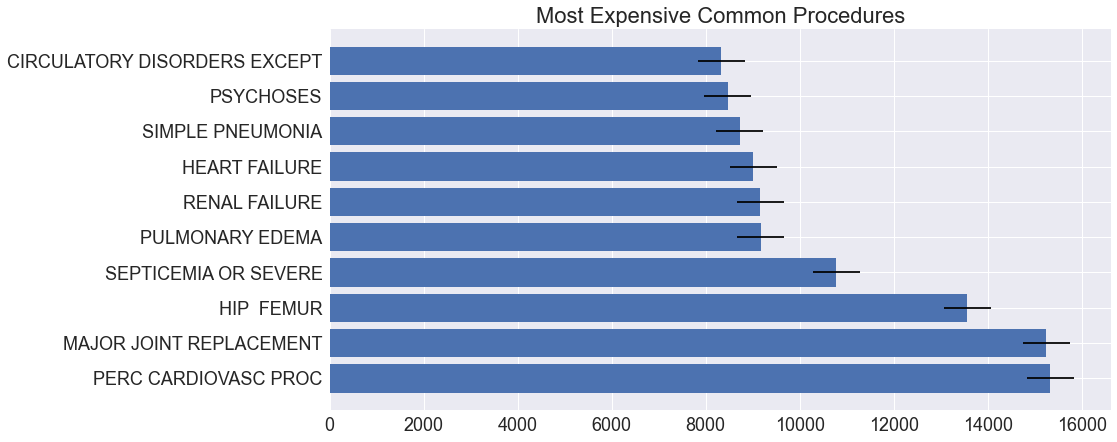 Most Expensive Common Procedures
CIRCULATORY DISORDERS EXCEPT
PSYCHOSES
SIMPLE PNEUMONIA
HEART FAILURE
RENAL FAILURE
PULMONARY EDEMA
SEPTICEMIA OR SEVERE
HIP  FEMUR
MAJOR JOINT REPLACEMENT
PERC CARDIOVASC PROC
0 2000 4000 6000 8000 10000 12000 14000 16000